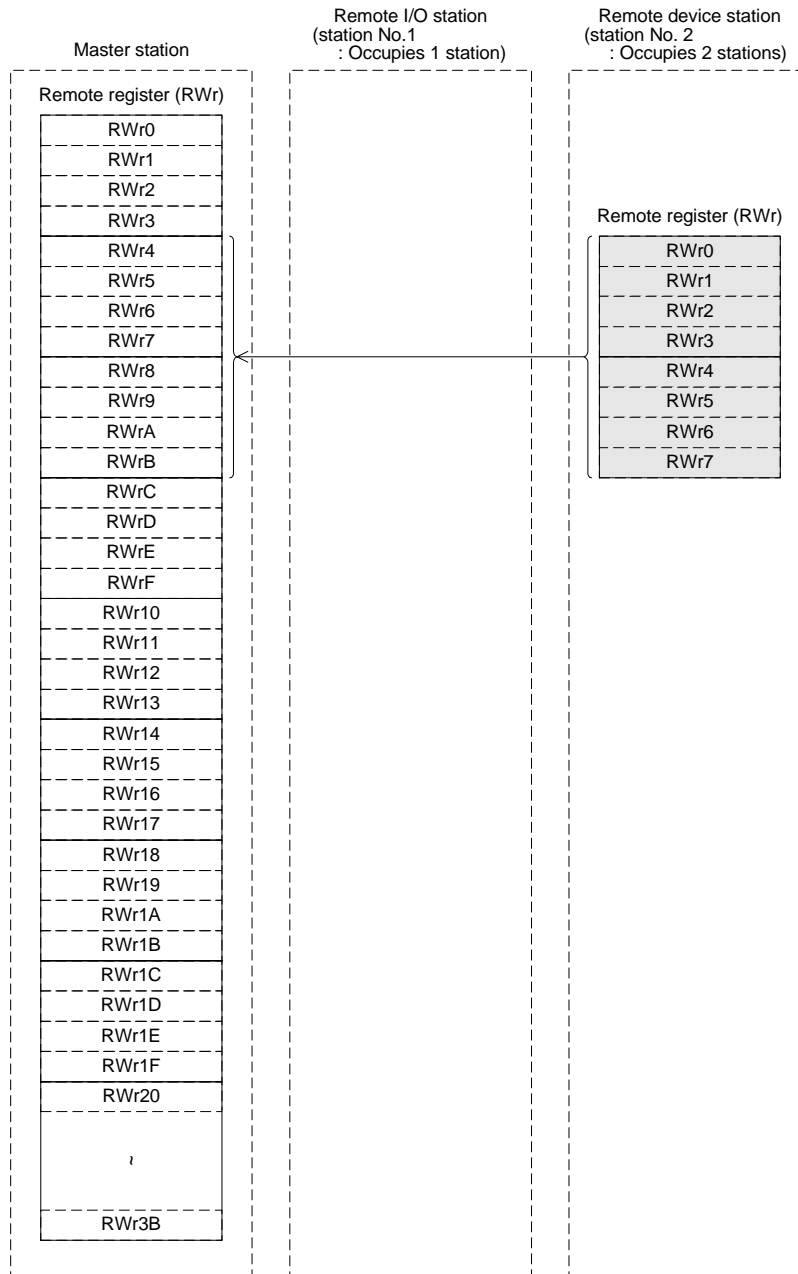 Master station
Remote I/O station
(station No.1
: Occupies 1 station)
Remote device station
(station No. 2
: Occupies 2 stations)
Remote register (RWr)
RWr0
RWr1
RWr2
RWr3
RWr4
RWr5
RWr6
RWr7
RWr8
RWr9
RWrA
RWrB
RWrC
RWrD
RWrE
RWrF
RWr10
RWr11
RWr12
RWr13
RWr14
RWr15
RWr16
RWr17
RWr18
RWr19
RWr1A
RWr1B
RWr1C
RWr1D
RWr1E
RWr1F
RWr20
~
RWr3B
Remote register (RWr)
RWr0
RWr1
RWr2
RWr3
RWr4
RWr5
RWr6
RWr7